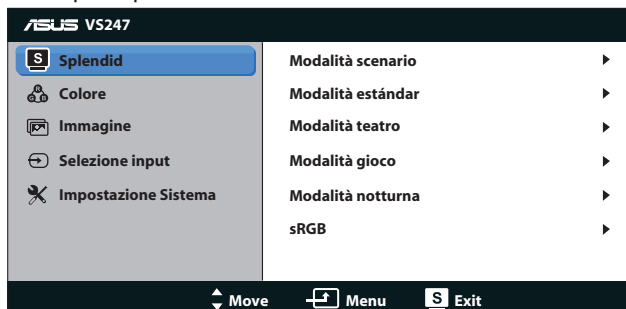 ASUS VS247
S Splendid
Colore
Immagine
Selezione input
Impostazione Sistema
Modalità scenario
Modalità estándar
Modalità teatro
Modalità gioco
Modalità notturna
sRGB
Move Menu S Exit